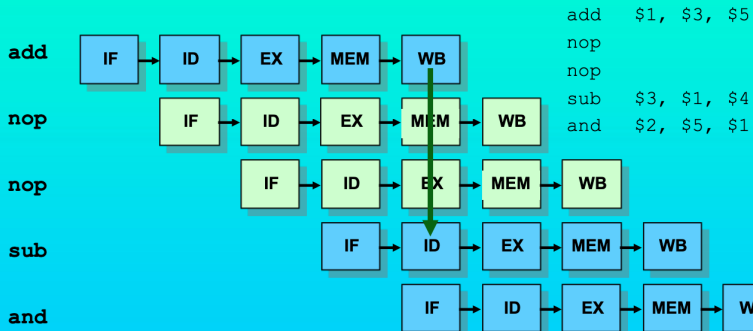 add $1, $3, $5
nop
nop
sub $3, $1, $4
and $2, $5, $1
add IF ID EX MEM WB
nop IF ID EX MEM WB
nop IF ID EX MEM WB
sub IF ID EX MEM WB
and IF ID EX MEM